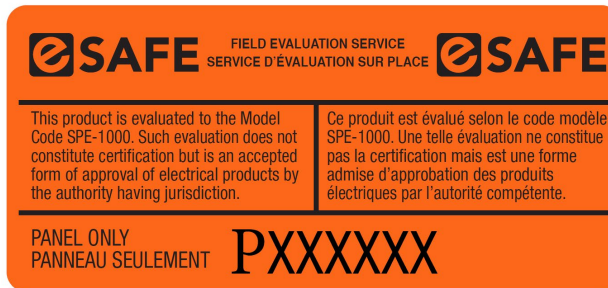 eSAFE FIELD EVALUATION SERVICE eSAFE
SERVICE D'ÉVALUATION SUR PLACE
This product is evaluated to the Model
Code SPE-1000. Such evaluation does not
constitute certification but is an accepted
form of approval of electrical products by
the authority having jurisdiction.
Ce produit est évalué selon le code modèle
SPE-1000. Une telle évaluation ne constitue
pas la certification mais est une forme
admise d'approbation des produits
électriques par l'autorité compétente.
PANEL ONLY
PANNEAU SEULEMENT
PXXXXXX